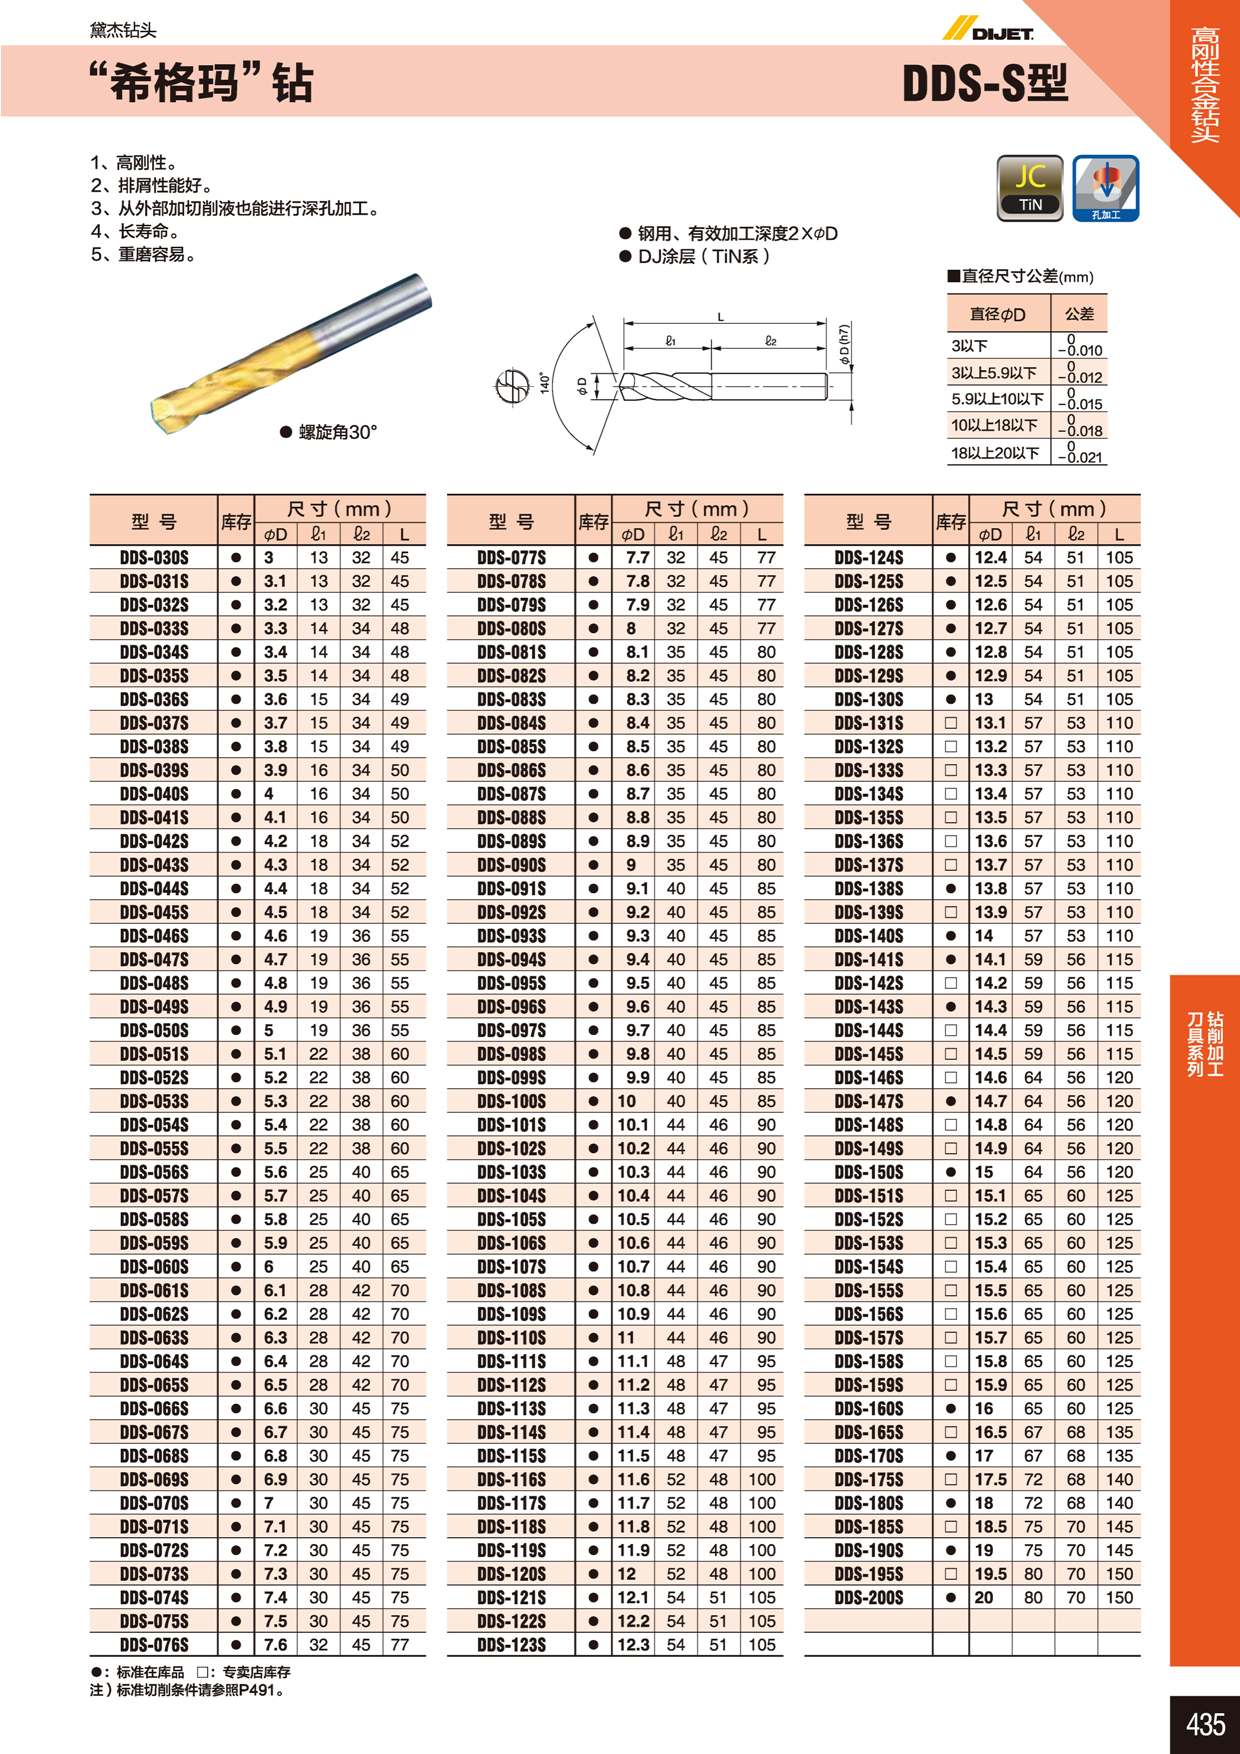 黛杰钻头
DIJET.
“希格玛”钻
DDS-S型
高刚性合金钻头
1、高刚性。
2、排屑性能好。
3、从外部加切削液也能进行深孔加工。
4、长寿命。
5、重磨容易。
JC
TiN
孔加工
● 钢用、有效加工深度2×φD
● DJ涂层（TiN系）
■直径尺寸公差(mm)
直径φD 公差
3以下 0 -0.010
3以上5.9以下 0 -0.012
5.9以上10以下 0 -0.015
10以上18以下 0 -0.018
18以上20以下 0 -0.021
L
ℓ1 ℓ2
140°
φD
φD(h7)
● 螺旋角30°
型 号 库存 尺 寸（mm）
φD ℓ1 ℓ2 L
DDS-030S ● 3 13 32 45
DDS-031S ● 3.1 13 32 45
DDS-032S ● 3.2 13 32 45
DDS-033S ● 3.3 14 34 48
DDS-034S ● 3.4 14 34 48
DDS-035S ● 3.5 14 34 48
DDS-036S ● 3.6 15 34 49
DDS-037S ● 3.7 15 34 49
DDS-038S ● 3.8 15 34 49
DDS-039S ● 3.9 16 34 50
DDS-040S ● 4 16 34 50
DDS-041S ● 4.1 16 34 50
DDS-042S ● 4.2 18 34 52
DDS-043S ● 4.3 18 34 52
DDS-044S ● 4.4 18 34 52
DDS-045S ● 4.5 18 34 52
DDS-046S ● 4.6 19 36 55
DDS-047S ● 4.7 19 36 55
DDS-048S ● 4.8 19 36 55
DDS-049S ● 4.9 19 36 55
DDS-050S ● 5 19 36 55
DDS-051S ● 5.1 22 38 60
DDS-052S ● 5.2 22 38 60
DDS-053S ● 5.3 22 38 60
DDS-054S ● 5.4 22 38 60
DDS-055S ● 5.5 22 38 60
DDS-056S ● 5.6 25 40 65
DDS-057S ● 5.7 25 40 65
DDS-058S ● 5.8 25 40 65
DDS-059S ● 5.9 25 40 65
DDS-060S ● 6 25 40 65
DDS-061S ● 6.1 28 42 70
DDS-062S ● 6.2 28 42 70
DDS-063S ● 6.3 28 42 70
DDS-064S ● 6.4 28 42 70
DDS-065S ● 6.5 28 42 70
DDS-066S ● 6.6 30 45 75
DDS-067S ● 6.7 30 45 75
DDS-068S ● 6.8 30 45 75
DDS-069S ● 6.9 30 45 75
DDS-070S ● 7 30 45 75
DDS-071S ● 7.1 30 45 75
DDS-072S ● 7.2 30 45 75
DDS-073S ● 7.3 30 45 75
DDS-074S ● 7.4 30 45 75
DDS-075S ● 7.5 30 45 75
DDS-076S ● 7.6 32 45 77
型 号 库存 尺 寸（mm）
φD ℓ1 ℓ2 L
DDS-077S ● 7.7 32 45 77
DDS-078S ● 7.8 32 45 77
DDS-079S ● 7.9 32 45 77
DDS-080S ● 8 32 45 77
DDS-081S ● 8.1 35 45 80
DDS-082S ● 8.2 35 45 80
DDS-083S ● 8.3 35 45 80
DDS-084S ● 8.4 35 45 80
DDS-085S ● 8.5 35 45 80
DDS-086S ● 8.6 35 45 80
DDS-087S ● 8.7 35 45 80
DDS-088S ● 8.8 35 45 80
DDS-089S ● 8.9 35 45 80
DDS-090S ● 9 35 45 80
DDS-091S ● 9.1 40 45 85
DDS-092S ● 9.2 40 45 85
DDS-093S ● 9.3 40 45 85
DDS-094S ● 9.4 40 45 85
DDS-095S ● 9.5 40 45 85
DDS-096S ● 9.6 40 45 85
DDS-097S ● 9.7 40 45 85
DDS-098S ● 9.8 40 45 85
DDS-099S ● 9.9 40 45 85
DDS-100S ● 10 40 45 85
DDS-101S ● 10.1 44 46 90
DDS-102S ● 10.2 44 46 90
DDS-103S ● 10.3 44 46 90
DDS-104S ● 10.4 44 46 90
DDS-105S ● 10.5 44 46 90
DDS-106S ● 10.6 44 46 90
DDS-107S ● 10.7 44 46 90
DDS-108S ● 10.8 44 46 90
DDS-109S ● 10.9 44 46 90
DDS-110S ● 11 44 46 90
DDS-111S ● 11.1 48 47 95
DDS-112S ● 11.2 48 47 95
DDS-113S ● 11.3 48 47 95
DDS-114S ● 11.4 48 47 95
DDS-115S ● 11.5 48 47 95
DDS-116S ● 11.6 52 48 100
DDS-117S ● 11.7 52 48 100
DDS-118S ● 11.8 52 48 100
DDS-119S ● 11.9 52 48 100
DDS-120S ● 12 52 48 100
DDS-121S ● 12.1 54 51 105
DDS-122S ● 12.2 54 51 105
DDS-123S ● 12.3 54 51 105
型 号 库存 尺 寸（mm）
φD ℓ1 ℓ2 L
DDS-124S ● 12.4 54 51 105
DDS-125S ● 12.5 54 51 105
DDS-126S ● 12.6 54 51 105
DDS-127S ● 12.7 54 51 105
DDS-128S ● 12.8 54 51 105
DDS-129S ● 12.9 54 51 105
DDS-130S ● 13 54 51 105
DDS-131S □ 13.1 57 53 110
DDS-132S □ 13.2 57 53 110
DDS-133S □ 13.3 57 53 110
DDS-134S □ 13.4 57 53 110
DDS-135S □ 13.5 57 53 110
DDS-136S □ 13.6 57 53 110
DDS-137S □ 13.7 57 53 110
DDS-138S ● 13.8 57 53 110
DDS-139S □ 13.9 57 53 110
DDS-140S ● 14 57 53 110
DDS-141S ● 14.1 59 56 115
DDS-142S □ 14.2 59 56 115
DDS-143S ● 14.3 59 56 115
DDS-144S □ 14.4 59 56 115
DDS-145S □ 14.5 59 56 115
DDS-146S □ 14.6 64 56 120
DDS-147S ● 14.7 64 56 120
DDS-148S □ 14.8 64 56 120
DDS-149S □ 14.9 64 56 120
DDS-150S ● 15 64 56 120
DDS-151S □ 15.1 65 60 125
DDS-152S □ 15.2 65 60 125
DDS-153S □ 15.3 65 60 125
DDS-154S □ 15.4 65 60 125
DDS-155S □ 15.5 65 60 125
DDS-156S □ 15.6 65 60 125
DDS-157S □ 15.7 65 60 125
DDS-158S □ 15.8 65 60 125
DDS-159S □ 15.9 65 60 125
DDS-160S ● 16 65 60 125
DDS-165S □ 16.5 67 68 135
DDS-170S ● 17 67 68 135
DDS-175S □ 17.5 72 68 140
DDS-180S ● 18 72 68 140
DDS-185S □ 18.5 75 70 145
DDS-190S ● 19 75 70 145
DDS-195S □ 19.5 80 70 150
DDS-200S ● 20 80 70 150
钻削加工
刀具系列
●：标准在库品 □：专卖店库存
注）标准切削条件请参照P491。
435